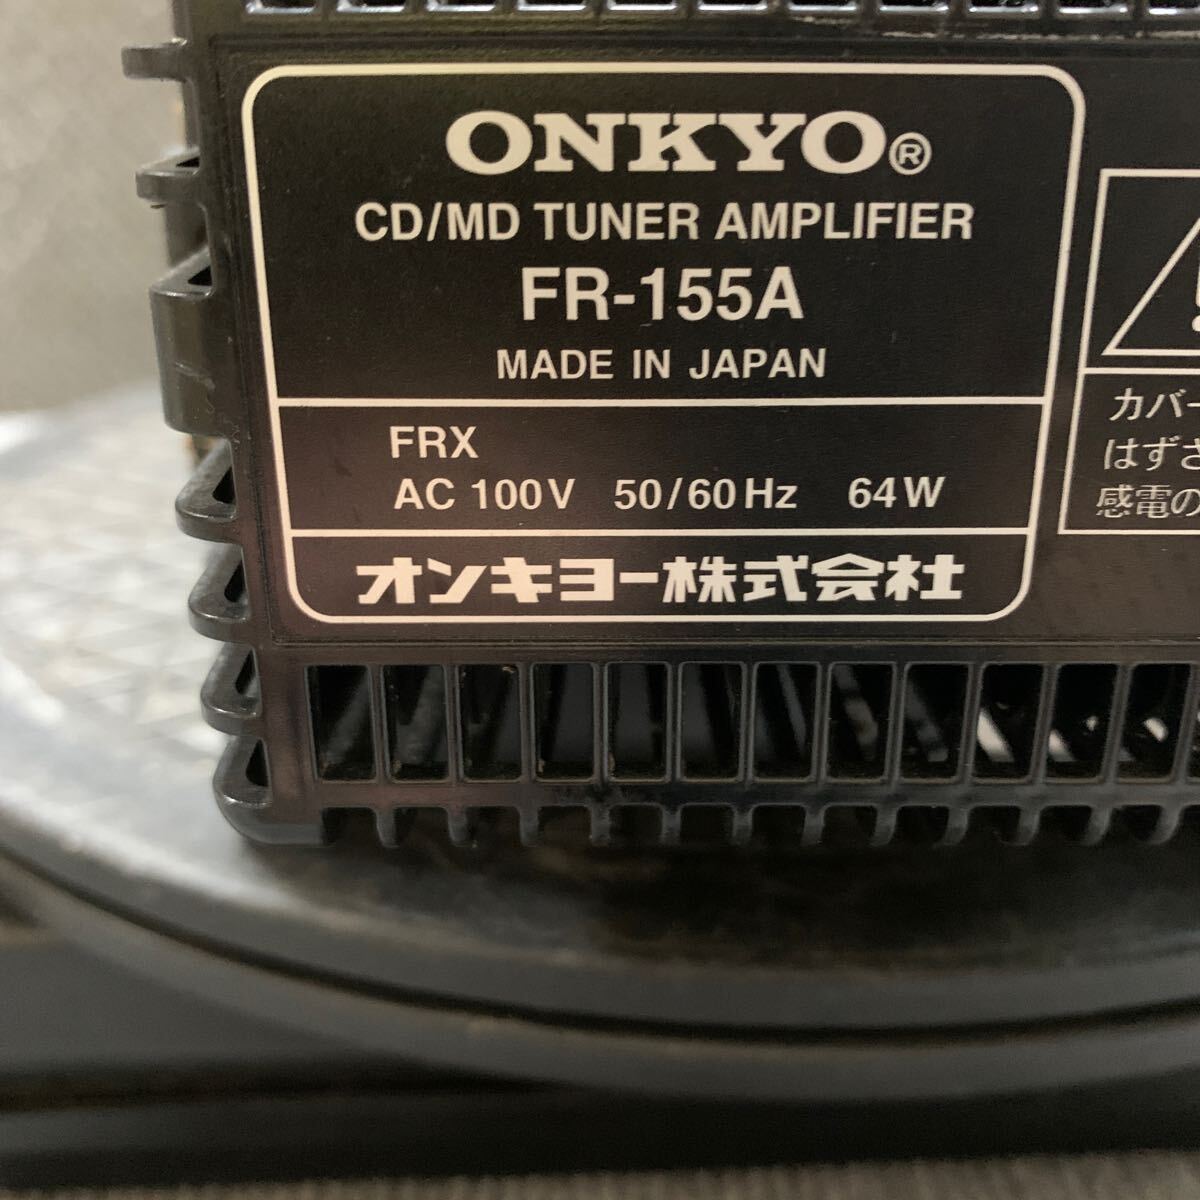 ONKYO®
CD/MD TUNER AMPLIFIER
FR-155A
MADE IN JAPAN
FRX
AC 100V 50/60Hz 64W
オンキヨー株式会社
カバー
はずさ
感電の